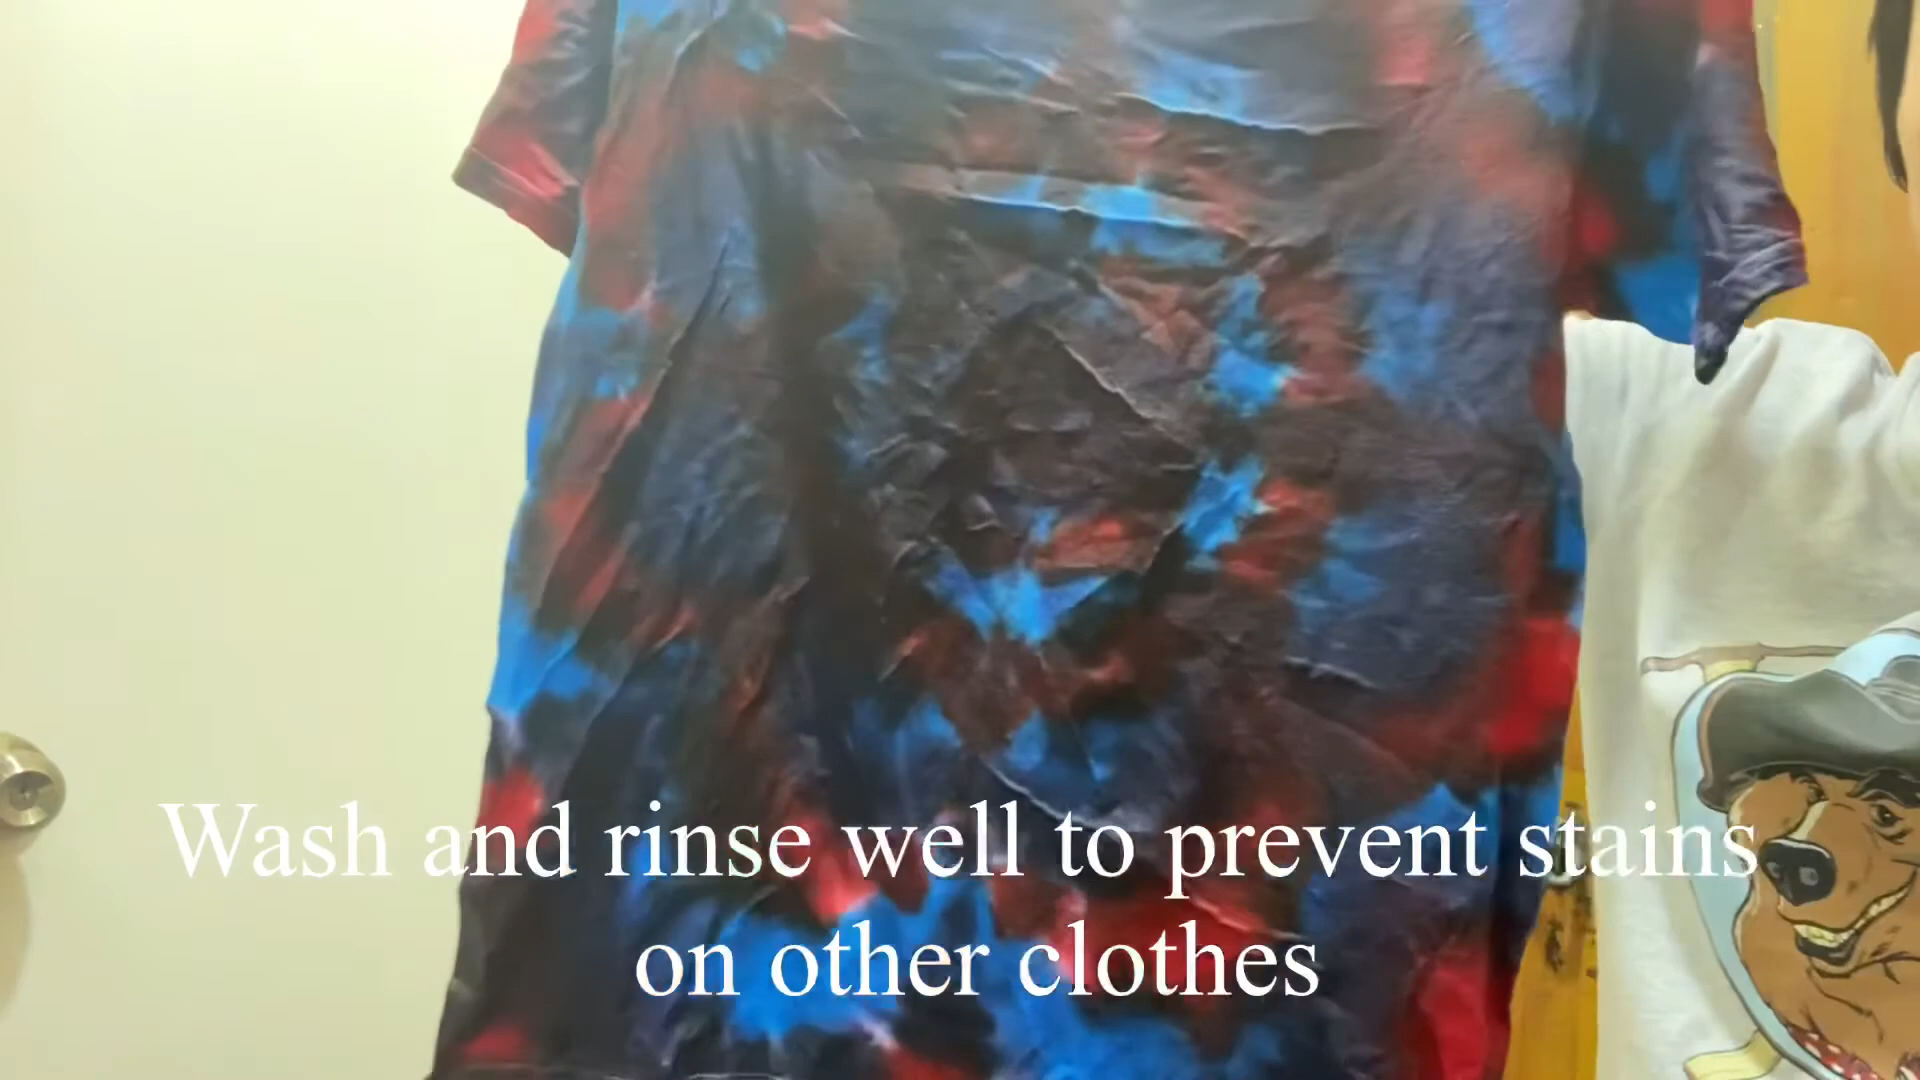 Wash and rinse well to prevent stains
on other clothes